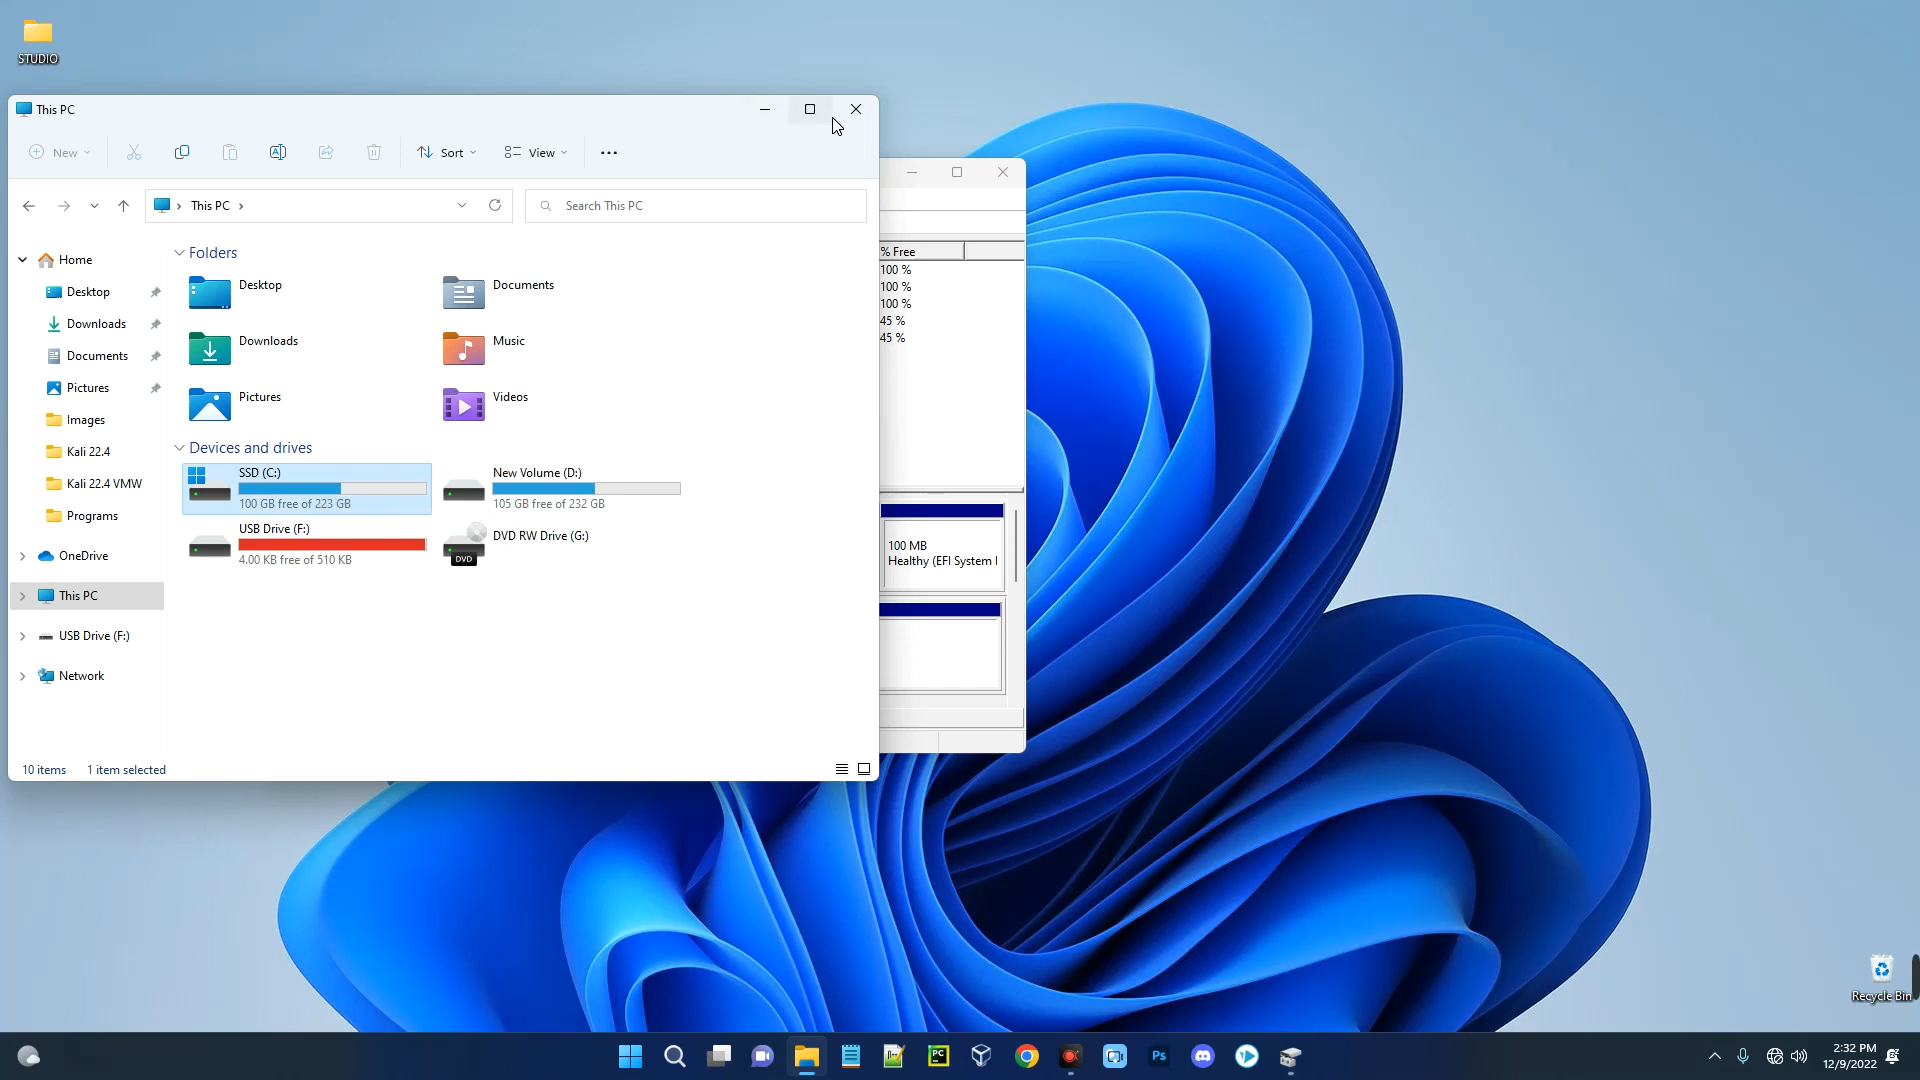 STUDIO
This PC
New
Sort
View
This PC
Search This PC
Home
Desktop
Downloads
Documents
Pictures
Images
Kali 22.4
Kali 22.4 VMW
Programs
OneDrive
This PC
USB Drive (F:)
Network
Folders
Desktop
Documents
Downloads
Music
Pictures
Videos
Devices and drives
SSD (C:)
100 GB free of 223 GB
New Volume (D:)
105 GB free of 232 GB
USB Drive (F:)
4.00 KB free of 510 KB
DVD RW Drive (G:)
DVD
10 items 1 item selected
% Free
100 %
100 %
100 %
45 %
45 %
100 MB
Healthy (EFI System
Recycle Bin
PC
Ps
2:32 PM
12/9/2022